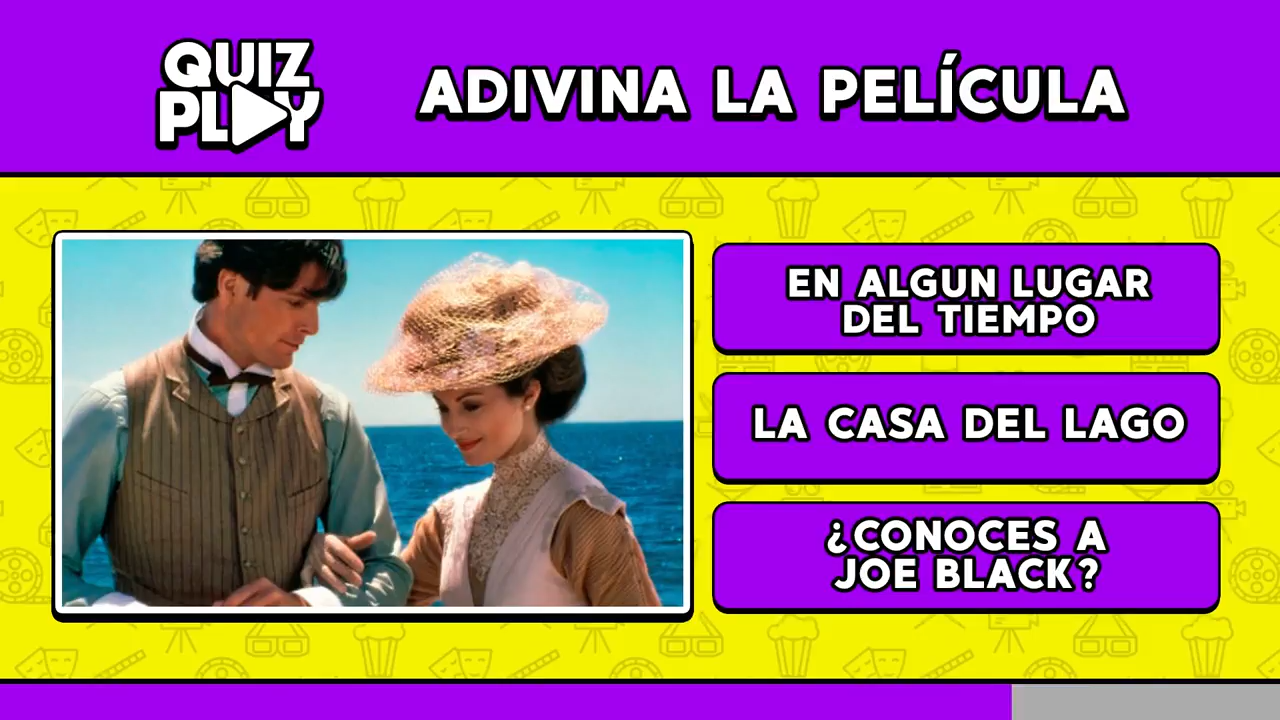 QUIZ
PLAY
ADIVINA LA PELÍCULA
EN ALGUN LUGAR
DEL TIEMPO
LA CASA DEL LAGO
¿CONOCES A
JOE BLACK?